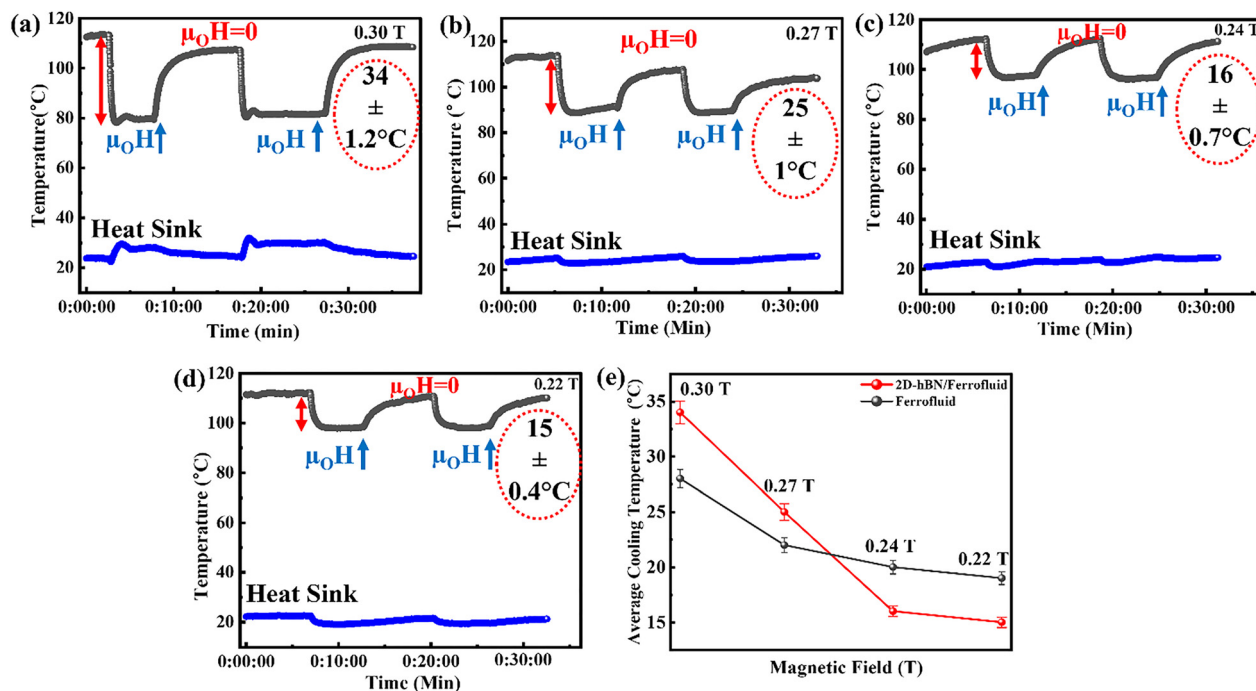 (a)
120
100
80
60
40
20
Temperature(°C)
μOH=0
0.30 T
34
±
1.2°C
μOH
μOH
Heat Sink
0:00:00 0:10:00 0:20:00 0:30:00
Time (min)
(b)
120
100
80
60
40
20
Temperature (° C)
μOH=0
0.27 T
25
±
1°C
μOH
μOH
Heat Sink
0:00:00 0:10:00 0:20:00 0:30:00
Time (Min)
(c)
120
100
80
60
40
20
Temperature (°C)
μOH=0
0.24 T
16
±
0.7°C
μOH
μOH
Heat Sink
0:00:00 0:10:00 0:20:00 0:30:00
Time (Min)
(d)
120
100
80
60
40
20
Temperature (°C)
μOH=0
0.22 T
15
±
0.4°C
μOH
μOH
Heat Sink
0:00:00 0:10:00 0:20:00 0:30:00
Time (Min)
(e)
35
30
25
20
15
Average Cooling Temperature (°C)
0.30 T
2D-hBN/Ferrofluid
Ferrofluid
0.27 T
0.24 T
0.22 T
Magnetic Field (T)